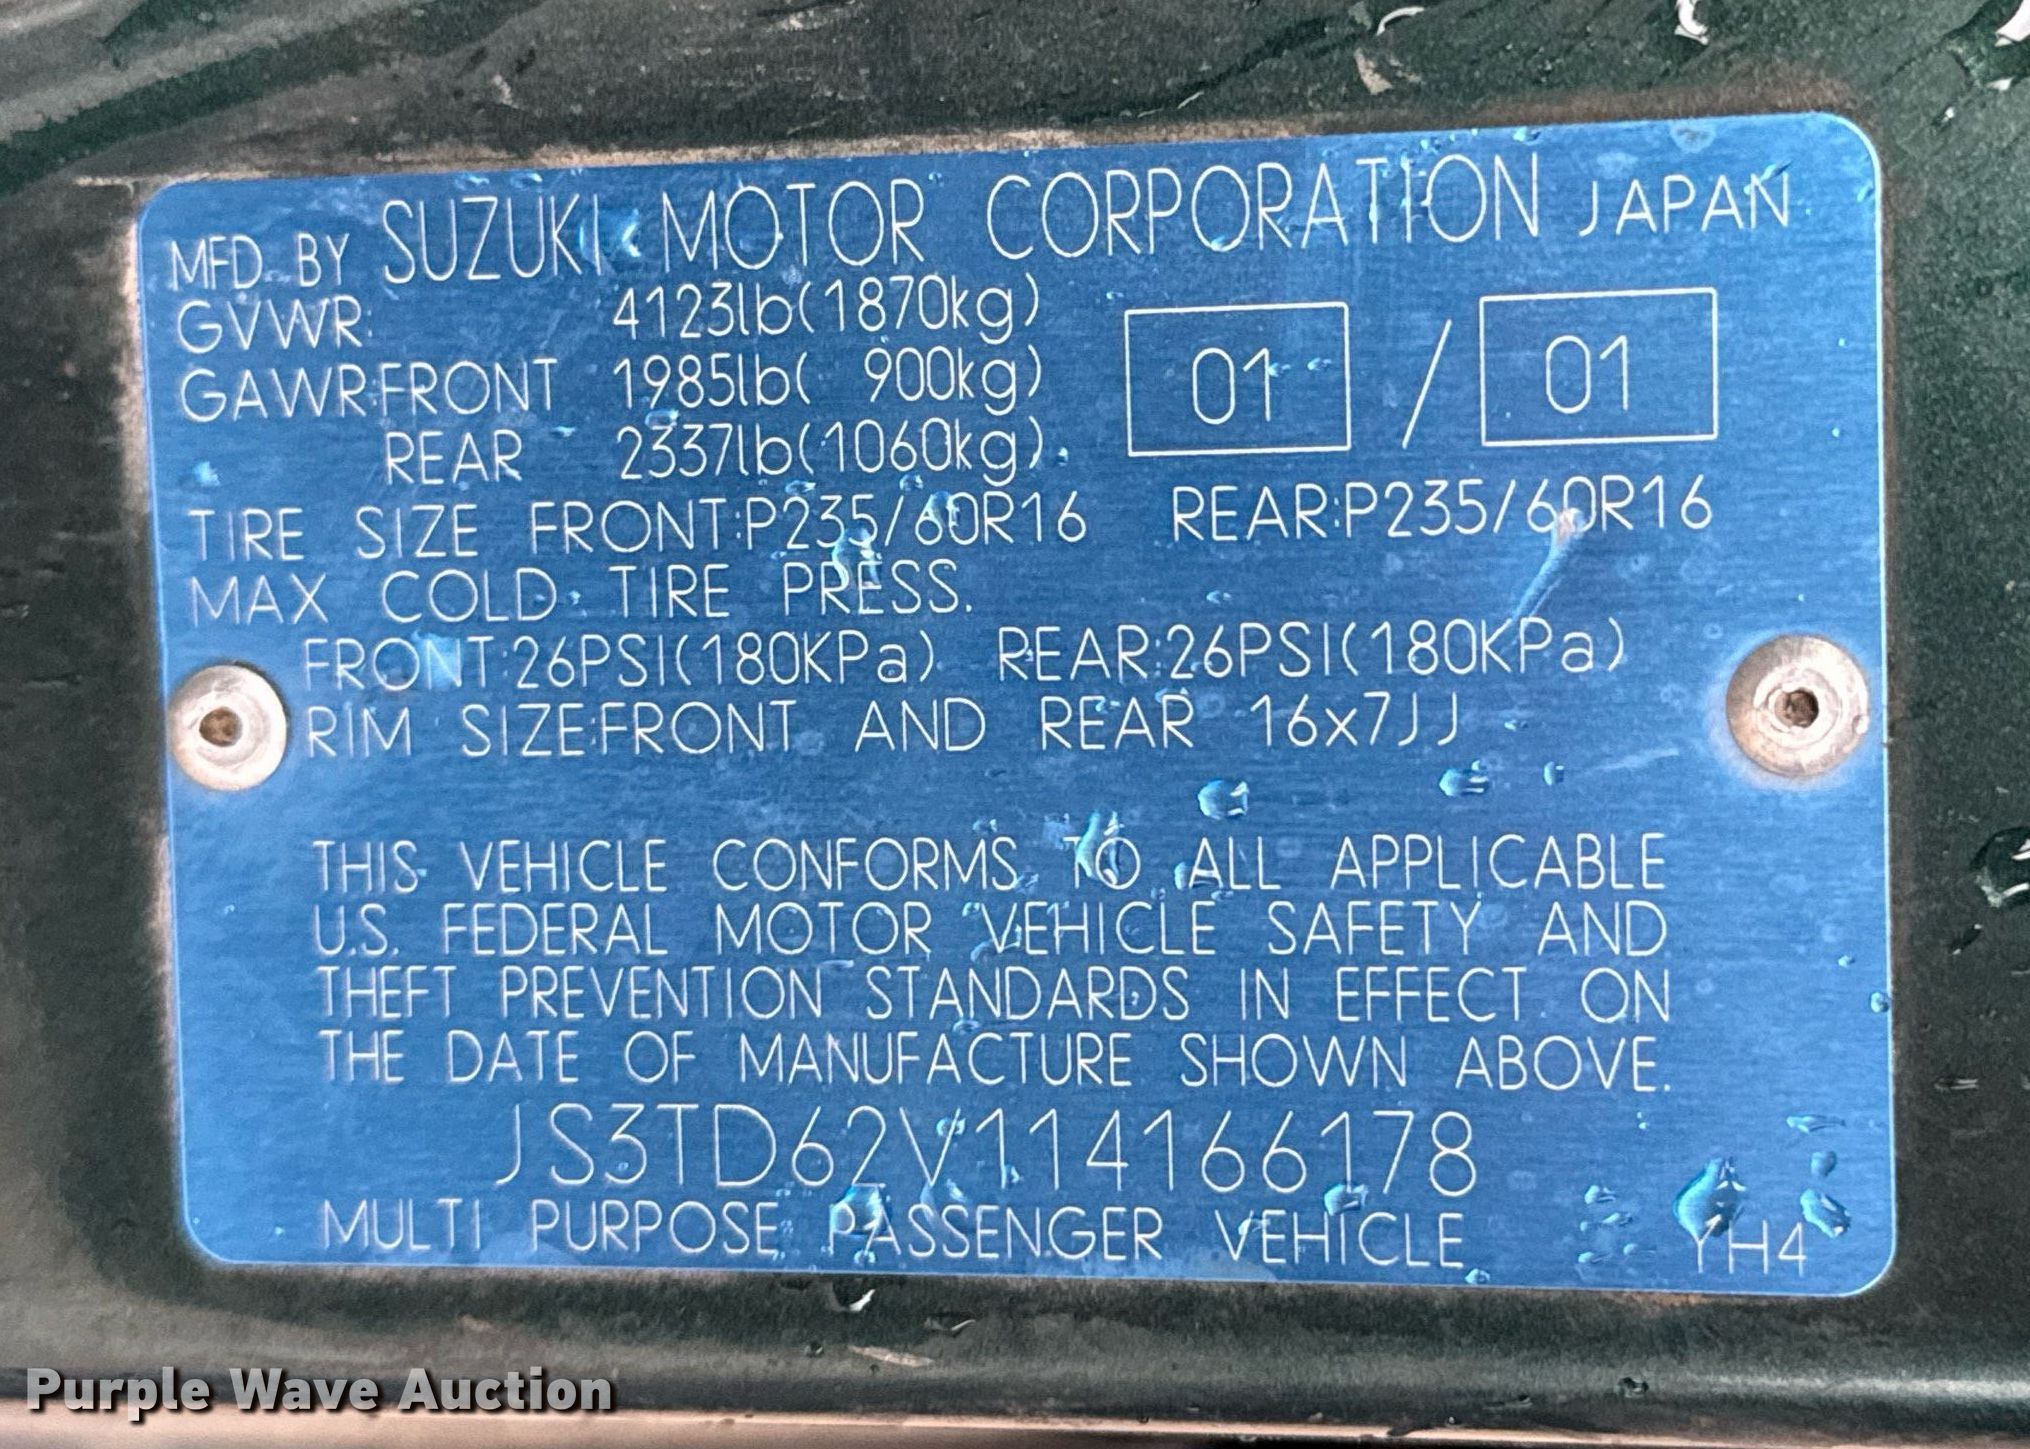 MFD. BY SUZUKI MOTOR CORPORATION JAPAN
GVWR: 4123lb(1870kg)
GAWR:FRONT 1985lb( 900kg) 01 / 01
REAR 2337lb(1060kg)
TIRE SIZE FRONT:P235/60R16 REAR:P235/60R16
MAX COLD TIRE PRESS.
FRONT:26PSI(180KPa) REAR:26PSI(180KPa)
RIM SIZE:FRONT AND REAR 16x7JJ
THIS VEHICLE CONFORMS TO ALL APPLICABLE
U.S. FEDERAL MOTOR VEHICLE SAFETY AND
THEFT PREVENTION STANDARDS IN EFFECT ON
THE DATE OF MANUFACTURE SHOWN ABOVE.
JS3TD62V114166178
MULTI PURPOSE PASSENGER VEHICLE YH4
Purple Wave Auction